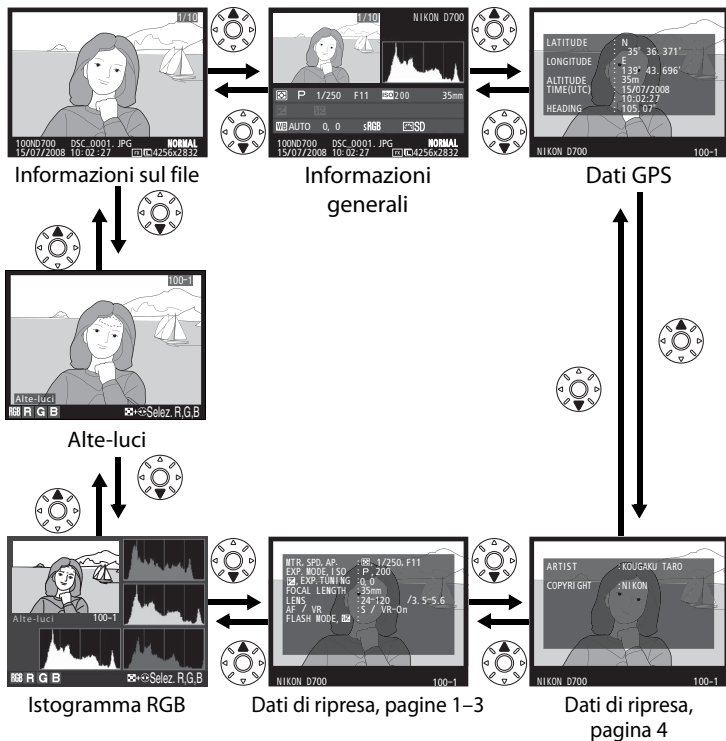 1/10
100ND700 DSC_0001. JPG NORMAL
15/07/2008 10:02:27 FX L 4256x2832
Informazioni sul file
1/10 NIKON D700
P 1/250 F11 ISO 200 35mm
WB AUTO 0, 0 sRGB SD
100ND700 DSC_0001. JPG NORMAL
15/07/2008 10:02:27 FX L 4256x2832
Informazioni
generali
LATITUDE : N
: 35° 36. 371'
LONGITUDE : E
: 139° 43. 696'
ALTITUDE : 35m
TIME(UTC) : 15/07/2008
: 10:02:27
HEADING : 105. 07°
NIKON D700 100-1
Dati GPS
100-1
Alte-luci
RGB R G B Selez. R,G,B
Alte-luci
Alte-luci 100-1
RGB R G B Selez. R,G,B
Istogramma RGB
MTR, SPD, AP. : , 1/250, F11
EXP. MODE, ISO : P, 200
, EXP. TUNING : 0, 0
FOCAL LENGTH : 35mm
LENS : 24-120 /3. 5-5. 6
AF / VR : S / VR-On
FLASH MODE, :
NIKON D700 100-1
Dati di ripresa, pagine 1–3
ARTIST : KOUGAKU TARO
COPYRIGHT : NIKON
NIKON D700 100-1
Dati di ripresa,
pagina 4